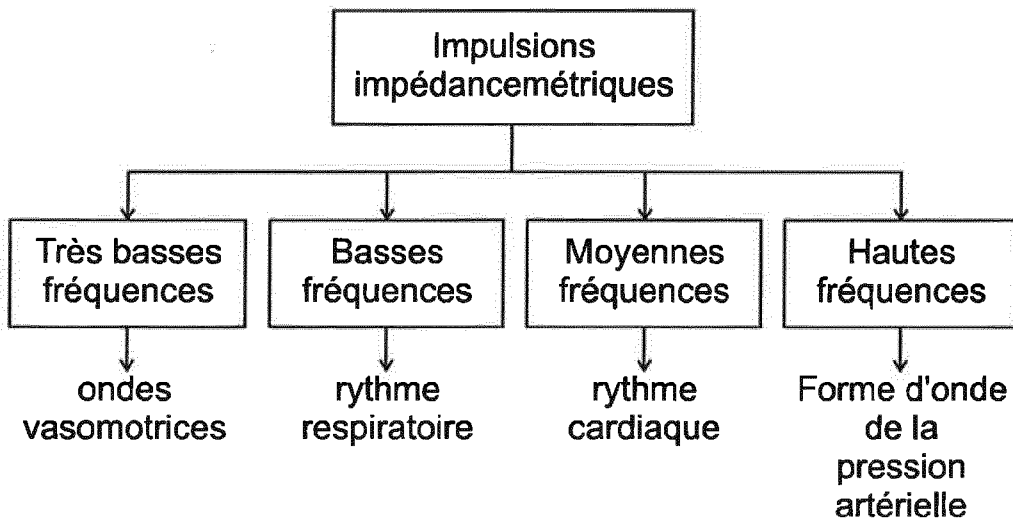 Impulsions
impédancemétriques
Très basses
fréquences
Basses
fréquences
Moyennes
fréquences
Hautes
fréquences
ondes
vasomotrices
rythme
respiratoire
rythme
cardiaque
Forme d'onde
de la
pression
artérielle